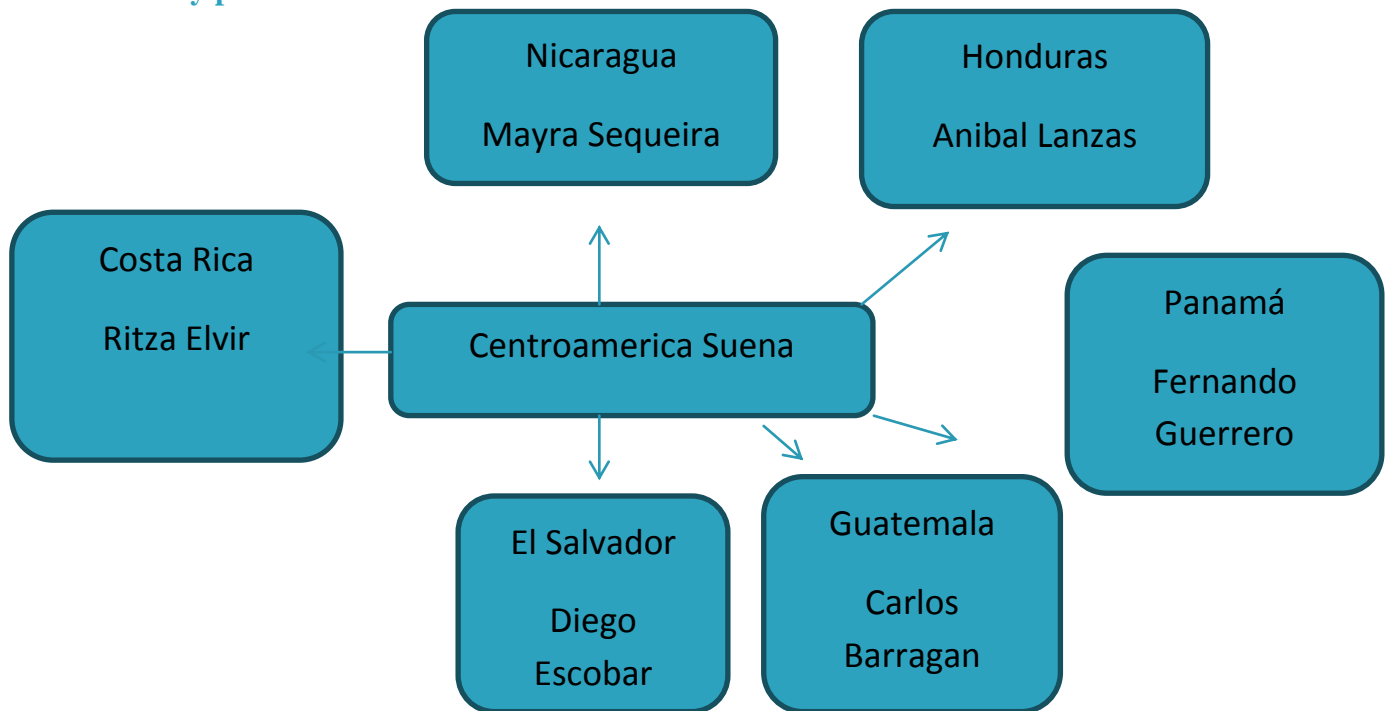 Nicaragua
Mayra Sequeira
Honduras
Anibal Lanzas
Costa Rica
Ritza Elvir
Centroamerica Suena
Panamá
Fernando
Guerrero
El Salvador
Diego
Escobar
Guatemala
Carlos
Barragan